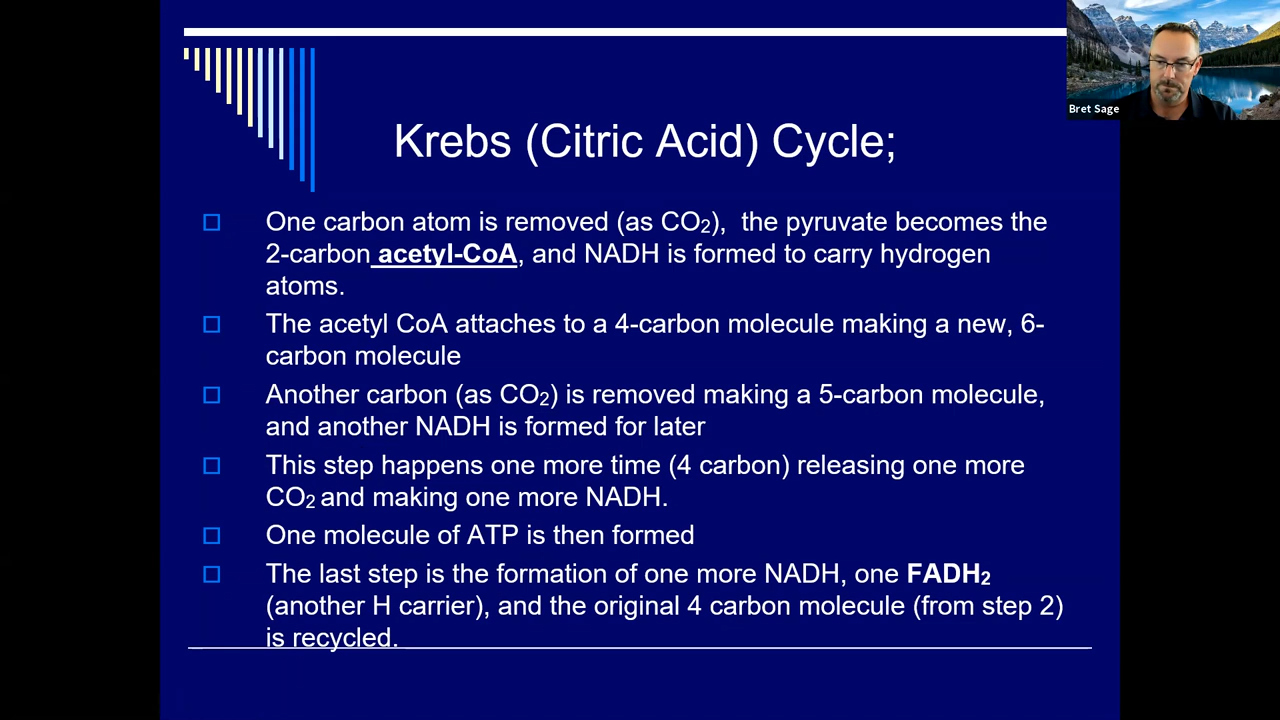 Bret Sage
Krebs (Citric Acid) Cycle;
One carbon atom is removed (as CO₂),  the pyruvate becomes the
2-carbon acetyl-CoA, and NADH is formed to carry hydrogen
atoms.
The acetyl CoA attaches to a 4-carbon molecule making a new, 6-
carbon molecule
Another carbon (as CO₂) is removed making a 5-carbon molecule,
and another NADH is formed for later
This step happens one more time (4 carbon) releasing one more
CO₂ and making one more NADH.
One molecule of ATP is then formed
The last step is the formation of one more NADH, one FADH₂
(another H carrier), and the original 4 carbon molecule (from step 2)
is recycled.